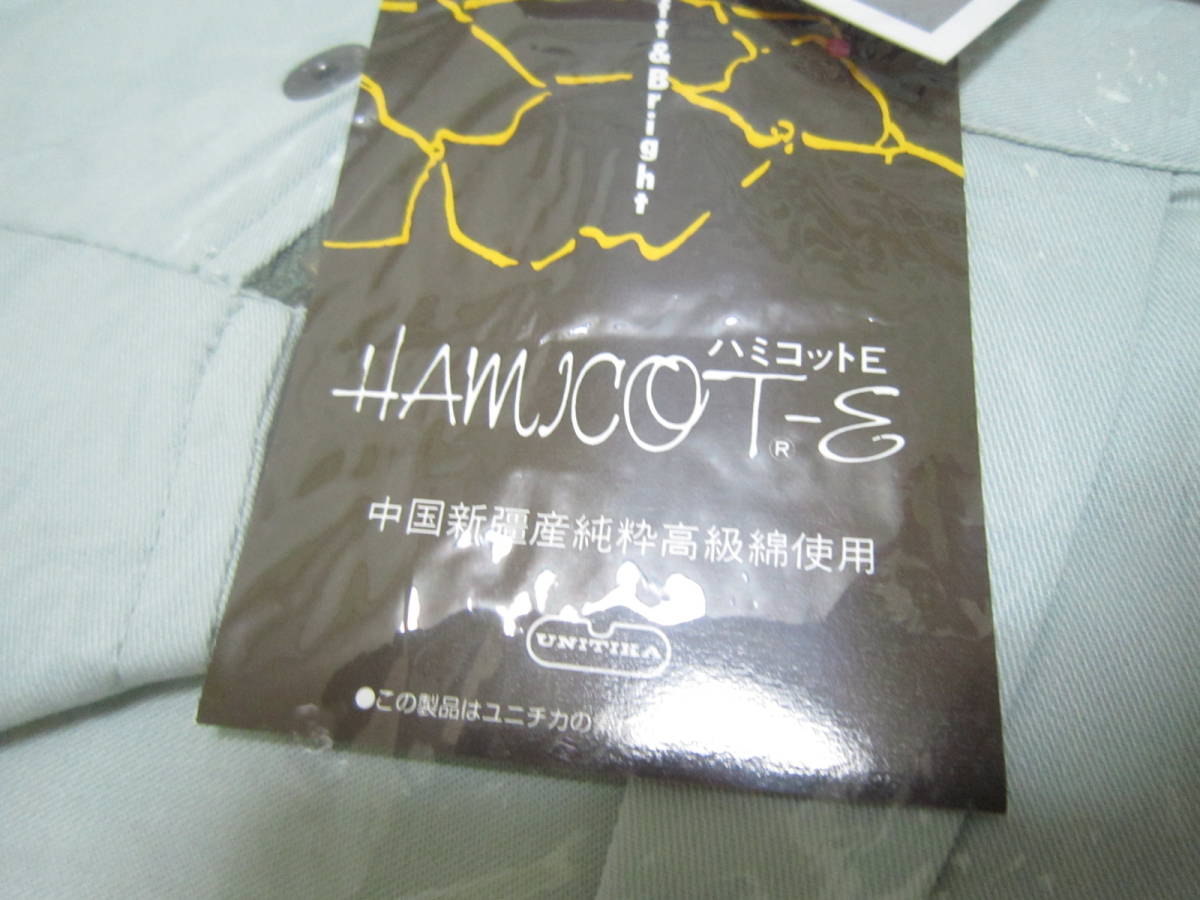 & Bright
ハミコットE
HAMICOT-E
®
中国新疆産純粋高級綿使用
UNITIKA
●この製品はユニチカの